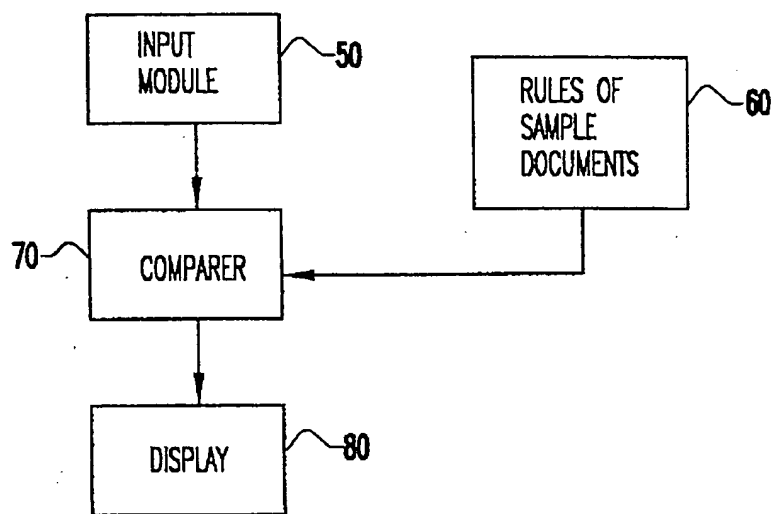 INPUT
MODULE
50
RULES OF
SAMPLE
DOCUMENTS
60
70
COMPARER
DISPLAY
80